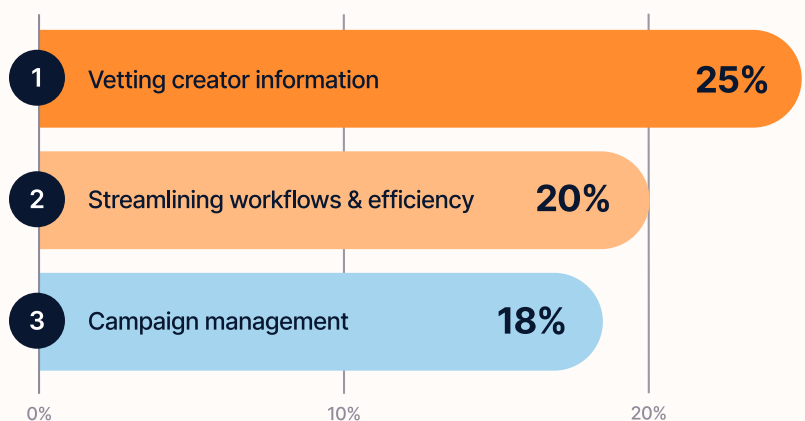 1 Vetting creator information 25%
2 Streamlining workflows & efficiency 20%
3 Campaign management 18%
0% 10% 20%